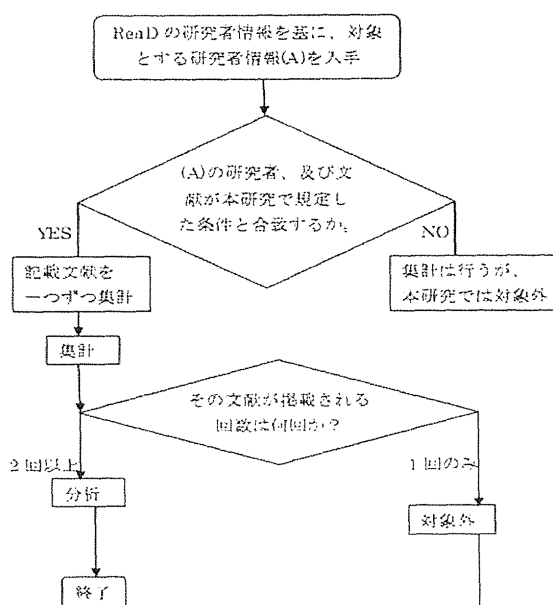 ReaDの研究者情報を基に、対象
とする研究者情報(A)を入手
(A)の研究者、及び文
献が本研究で規定し
た条件と合致するか。
YES
NO
記載文献を
一つずつ集計
集計は行うが、
本研究では対象外
集計
その文献が掲載される
回数は何回か？
2回以上
1回のみ
分析
対象外
終了